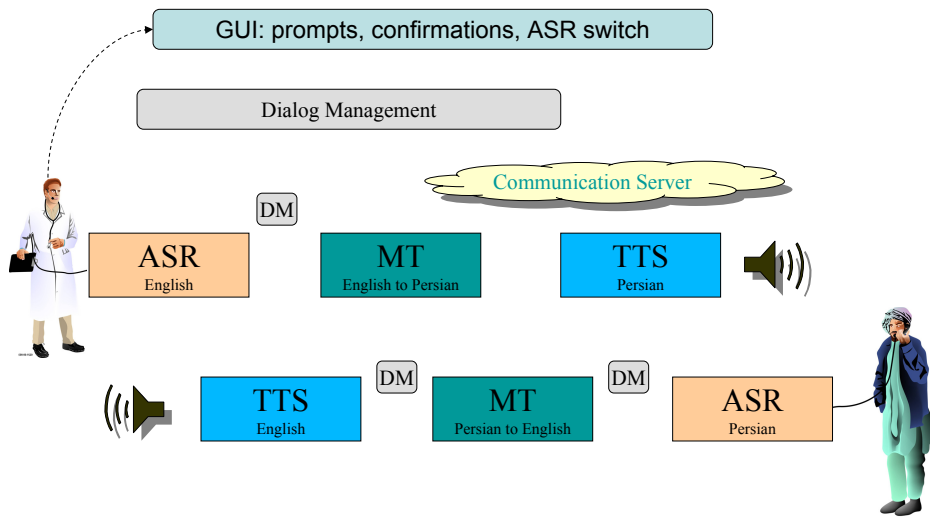 GUI: prompts, confirmations, ASR switch
Dialog Management
Communication Server
DM
ASR
English
MT
English to Persian
TTS
Persian
DM
DM
TTS
English
MT
Persian to English
ASR
Persian